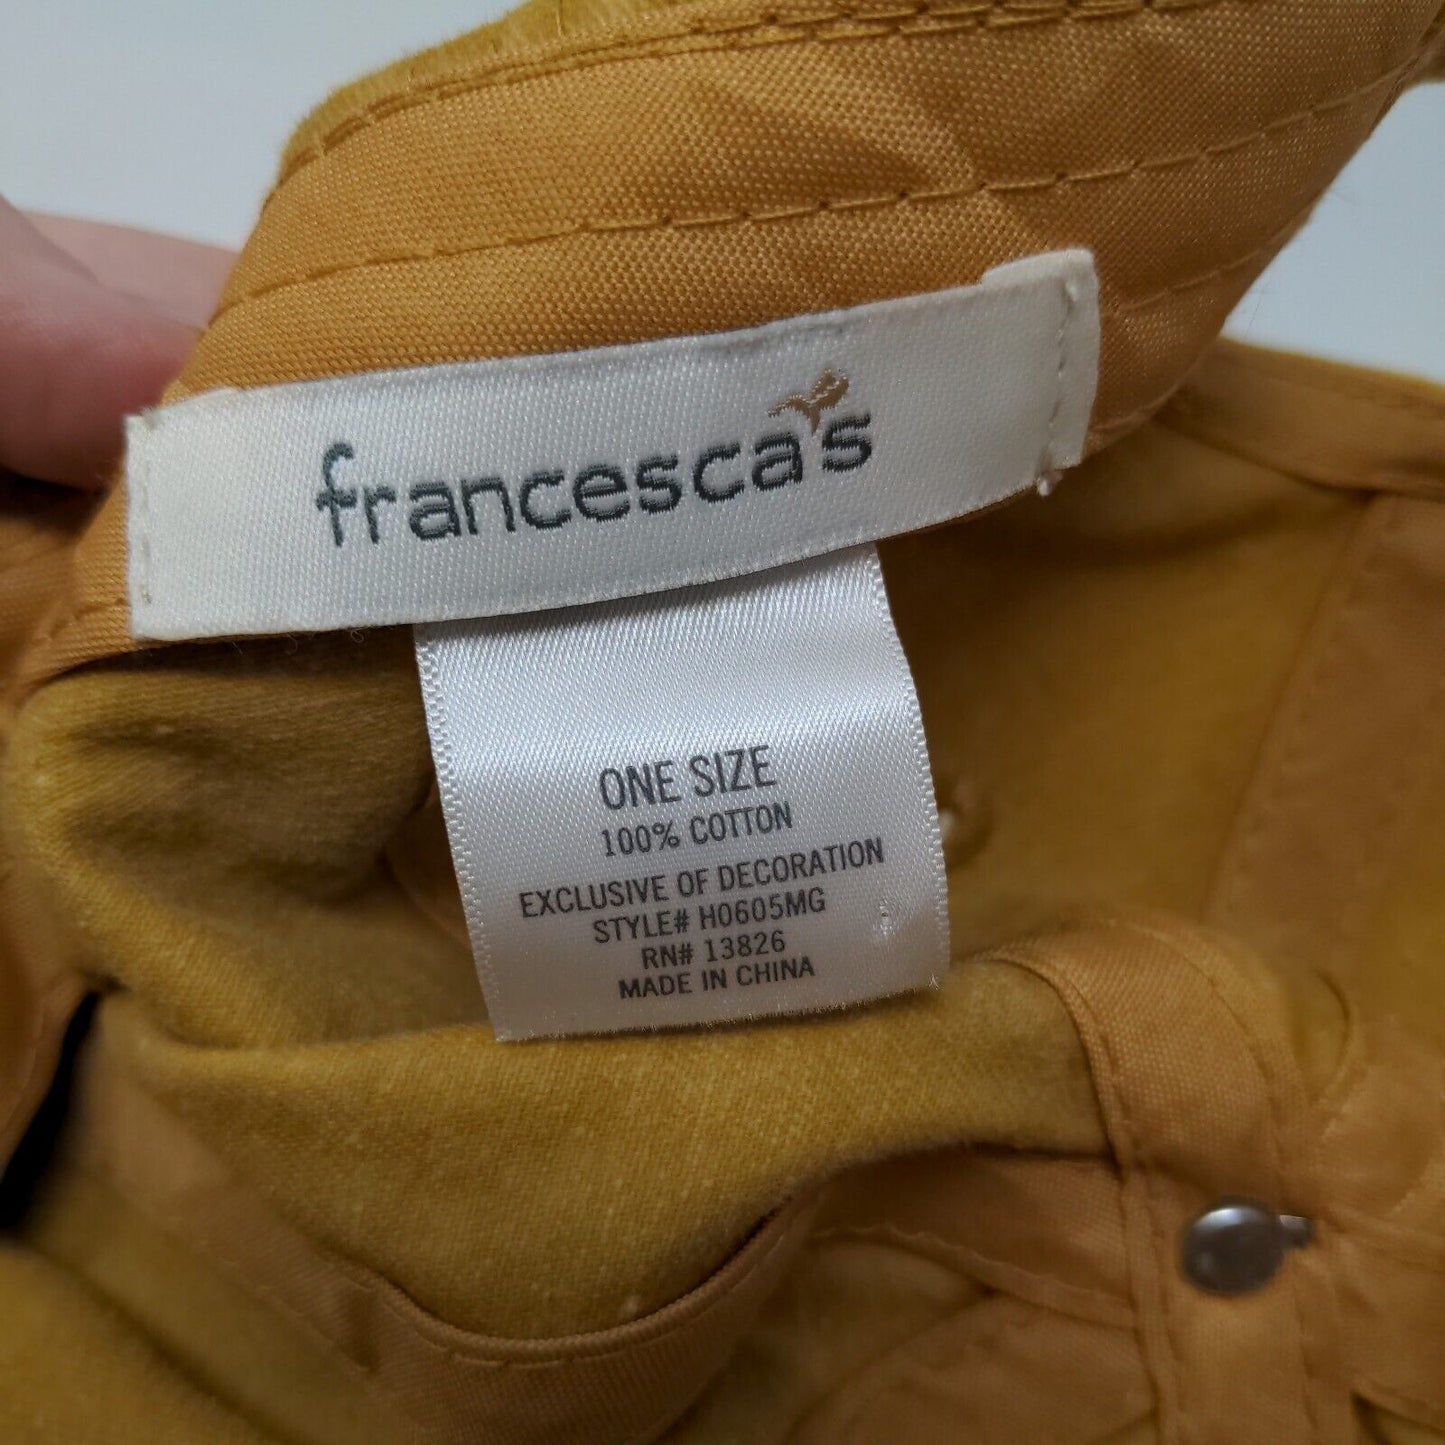 francesca's
ONE SIZE
100% COTTON
EXCLUSIVE OF DECORATION
STYLE# H0605MG
RN# 13826
MADE IN CHINA